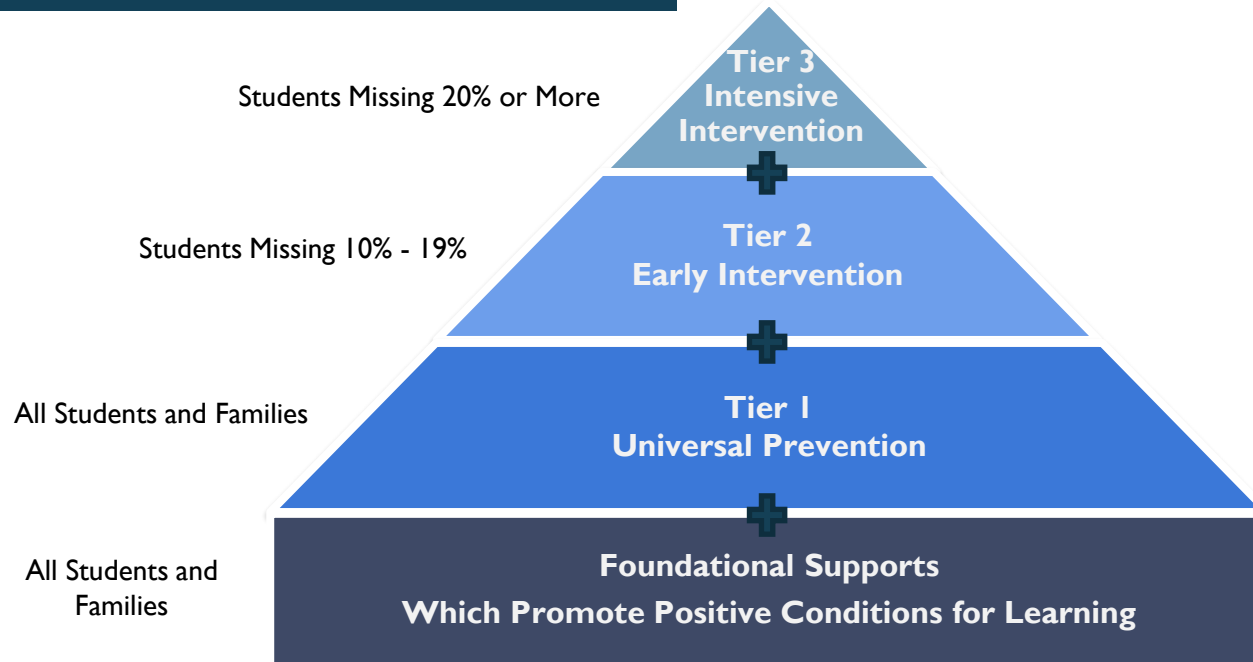 Students Missing 20% or More
Tier 3
Intensive
Intervention
Students Missing 10% - 19%
Tier 2
Early Intervention
All Students and Families
Tier 1
Universal Prevention
All Students and
Families
Foundational Supports
Which Promote Positive Conditions for Learning